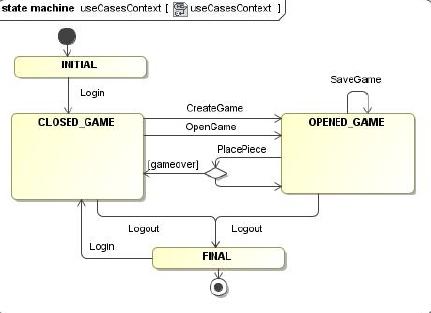 state machine useCasesContext [ useCasesContext ]
INITIAL
Login
SaveGame
CreateGame
CLOSED_GAME
OPENED_GAME
OpenGame
PlacePiece
[gameover]
Logout
Logout
Login
FINAL